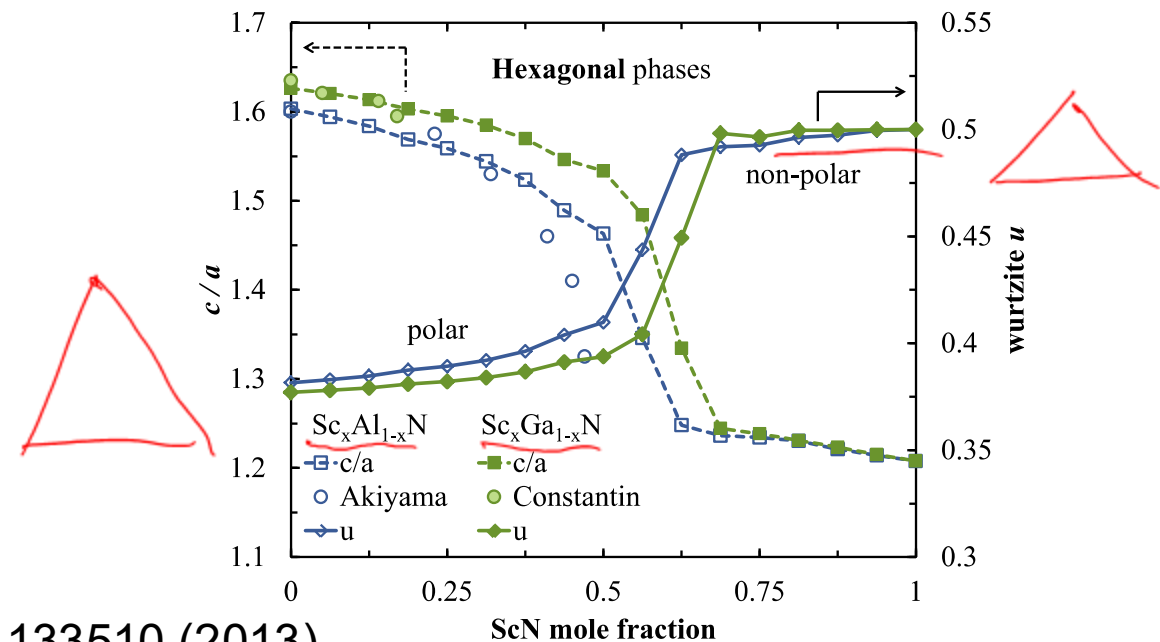 Hexagonal phases
1.7
1.6
1.5
1.4
1.3
1.2
1.1
c / a
0.55
0.5
0.45
0.4
0.35
0.3
wurtzite u
non-polar
polar
ScxAl1-xN
c/a
Akiyama
u
ScxGa1-xN
c/a
Constantin
u
0 0.25 0.5 0.75 1
ScN mole fraction
133510 (2013)